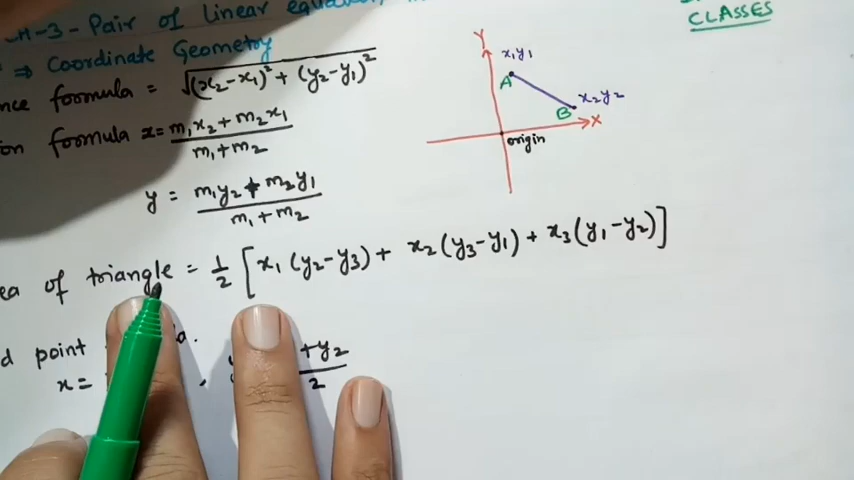 CH-3-Pair of linear equation
CLASSES
⇒ Coordinate Geometry
nce formula = √(x₂-x₁)² + (y₂-y₁)²
on formula x = m₁x₂ + m₂x₁ / m₁+m₂
y = m₁y₂ + m₂y₁ / m₁+m₂
Y
x₁y₁
A
x₂y₂
B
X
origin
ea of triangle = 1/2 [x₁(y₂-y₃) + x₂(y₃-y₁) + x₃(y₁-y₂)]
d point
x = , +y₂ / 2